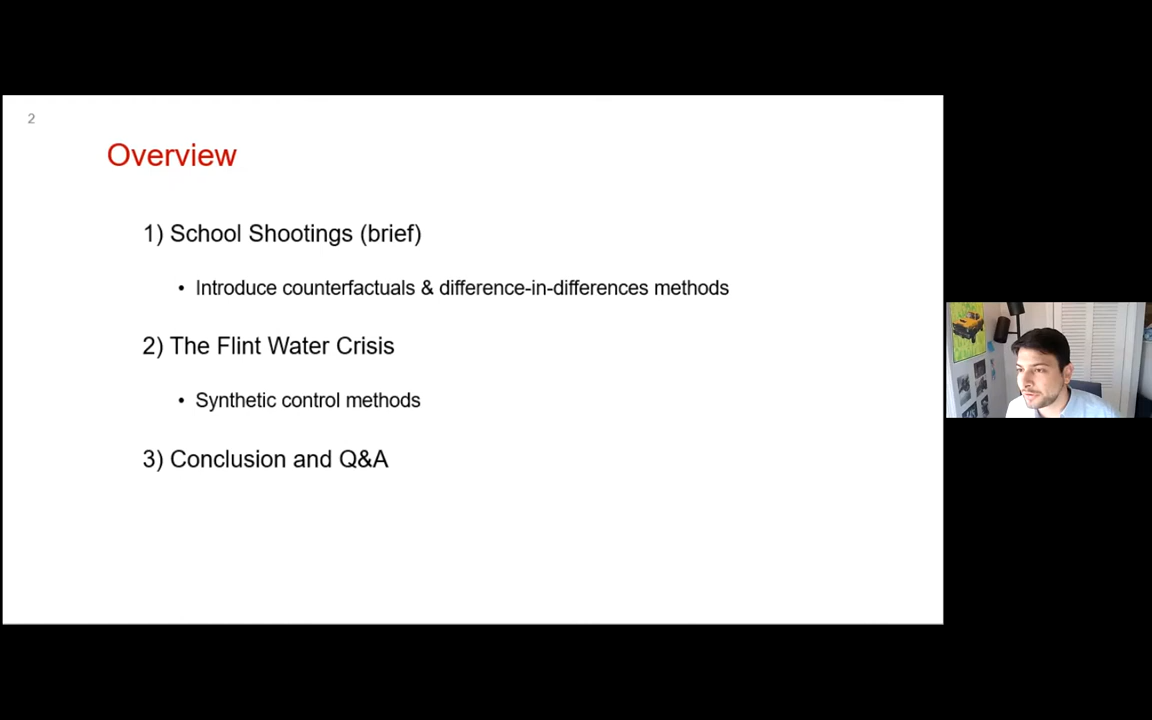 2
Overview
1) School Shootings (brief)
• Introduce counterfactuals & difference-in-differences methods
2) The Flint Water Crisis
• Synthetic control methods
3) Conclusion and Q&A